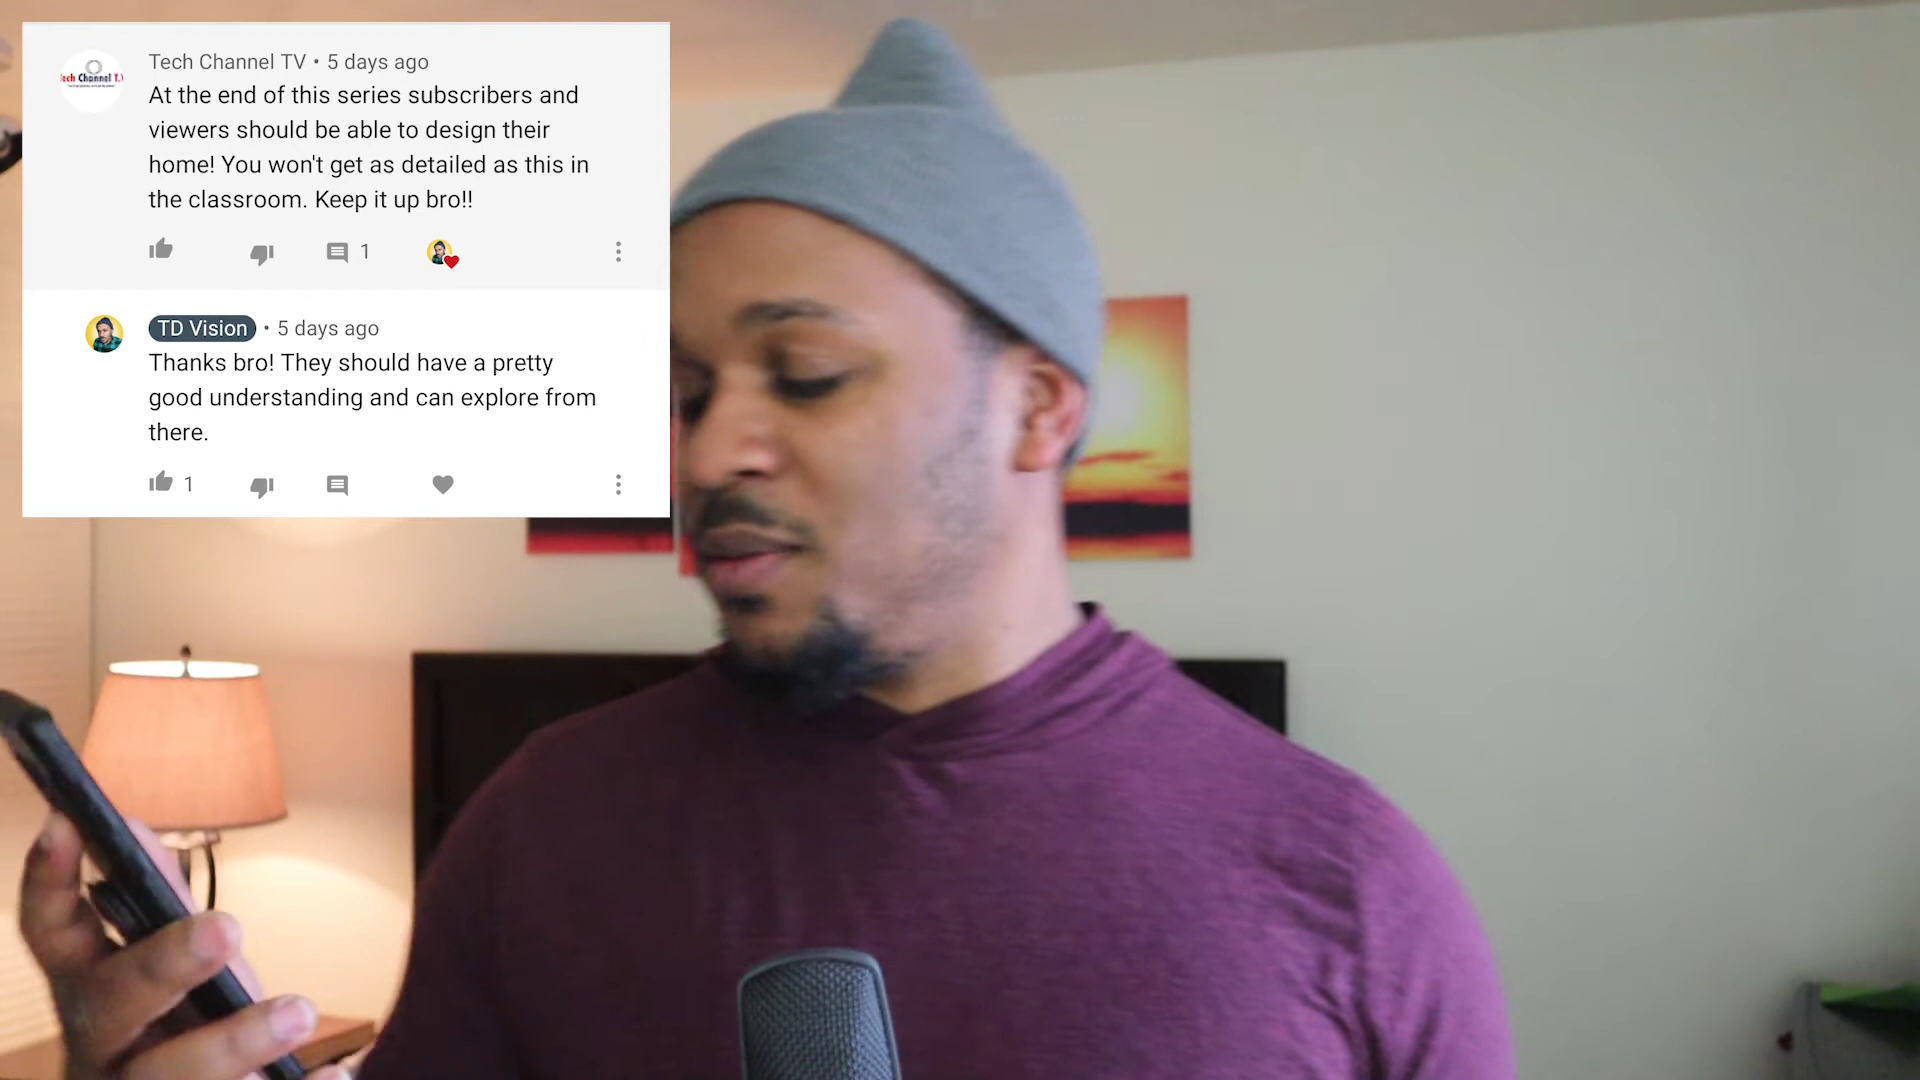 Tech Channel TV • 5 days ago
At the end of this series subscribers and
viewers should be able to design their
home! You won't get as detailed as this in
the classroom. Keep it up bro!!
1
TD Vision • 5 days ago
Thanks bro! They should have a pretty
good understanding and can explore from
there.
1